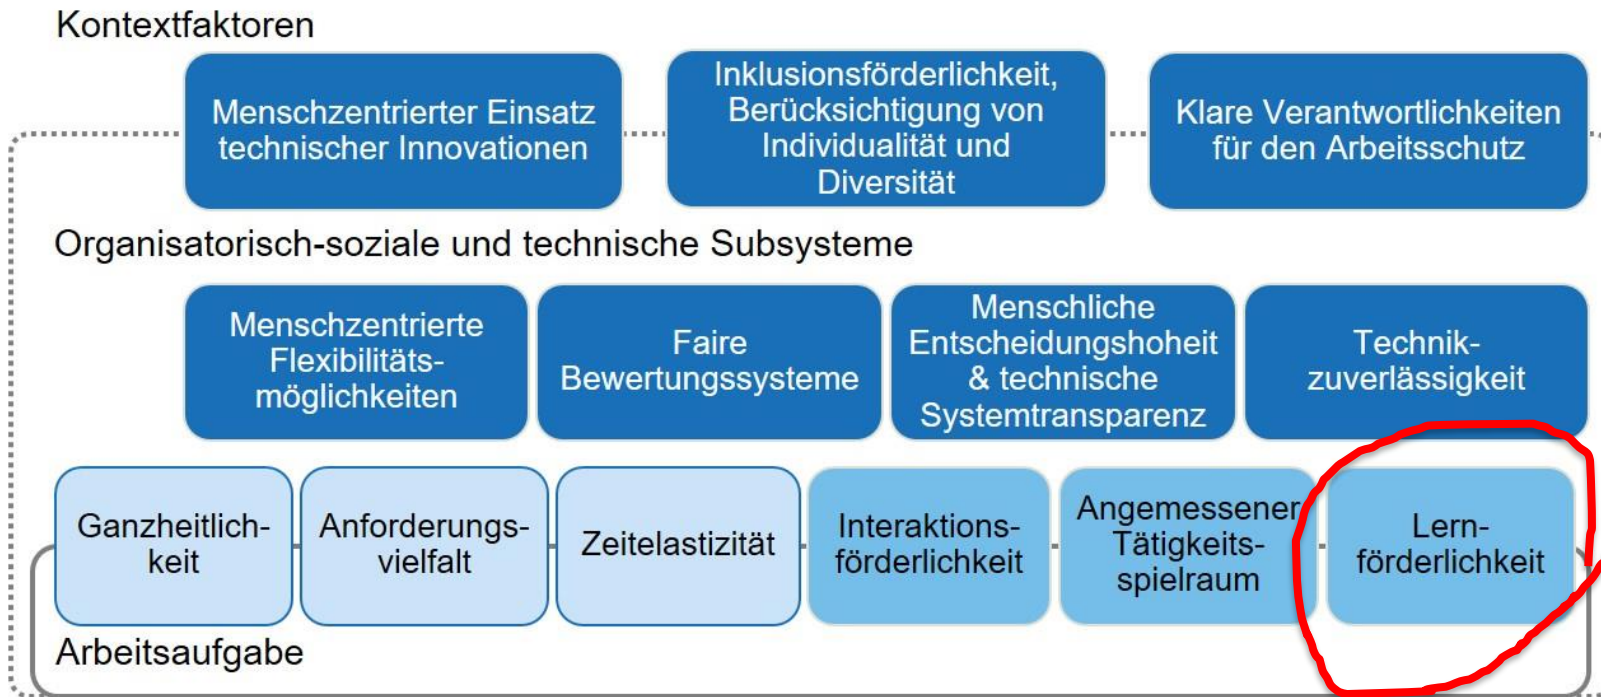 Kontextfaktoren
Menschzentrierter Einsatz
technischer Innovationen
Inklusionsförderlichkeit,
Berücksichtigung von
Individualität und
Diversität
Klare Verantwortlichkeiten
für den Arbeitsschutz
Organisatorisch-soziale und technische Subsysteme
Menschzentrierte
Flexibilitäts-
möglichkeiten
Faire
Bewertungssysteme
Menschliche
Entscheidungshoheit
& technische
Systemtransparenz
Technik-
zuverlässigkeit
Ganzheitlich-
keit
Anforderungs-
vielfalt
Zeitelastizität
Interaktions-
förderlichkeit
Angemessener
Tätigkeits-
spielraum
Lern-
förderlichkeit
Arbeitsaufgabe